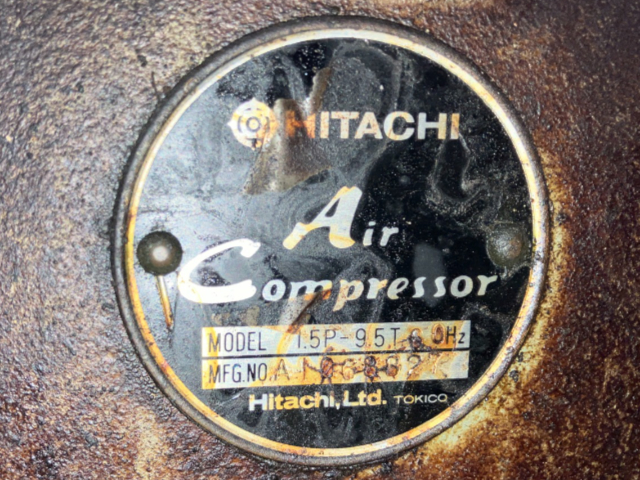 HITACHI
Air
Compressor
MODEL 1.5P-9.5T 60Hz
MFG.NO.
Hitachi, Ltd. TOKICO